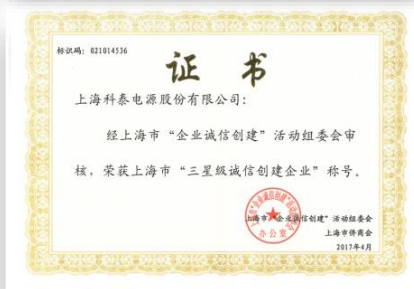 标识码：021014536
证 书
上海科泰电源股份有限公司：
经上海市“企业诚信创建”活动组委会审
核，荣获上海市“三星级诚信创建企业”称号。
上海市“企业诚信创建”活动组委会
上海市侨商会
2017年4月
办公室